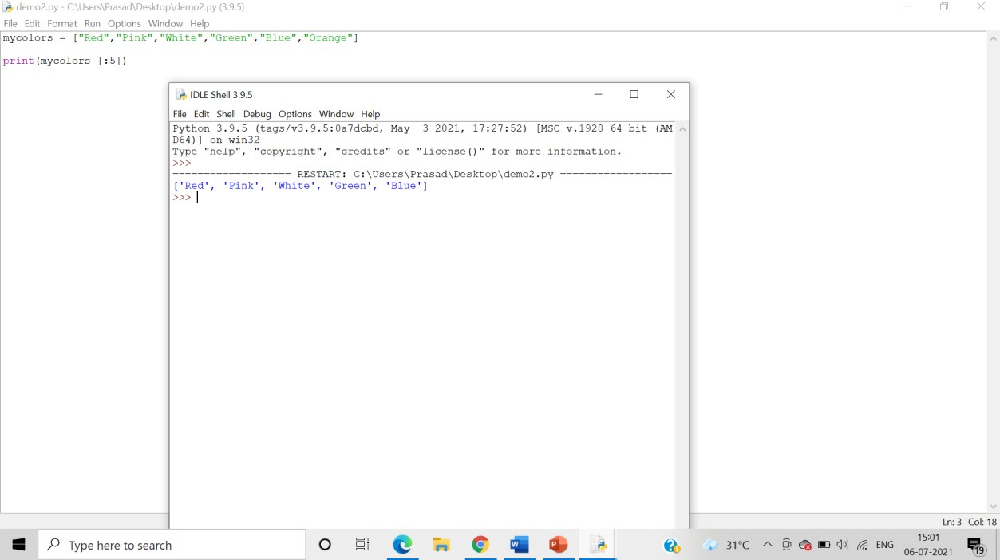 demo2.py - C:\Users\Prasad\Desktop\demo2.py (3.9.5)
File Edit Format Run Options Window Help
mycolors = ["Red","Pink","White","Green","Blue","Orange"]
print(mycolors [:5])
IDLE Shell 3.9.5
File Edit Shell Debug Options Window Help
Python 3.9.5 (tags/v3.9.5:0a7dcbd, May  3 2021, 17:27:52) [MSC v.1928 64 bit (AM
D64)] on win32
Type "help", "copyright", "credits" or "license()" for more information.
>>>
=================== RESTART: C:\Users\Prasad\Desktop\demo2.py ==================
['Red', 'Pink', 'White', 'Green', 'Blue']
>>>
Ln: 3 Col: 18
Type here to search
31°C
ENG
15:01
06-07-2021
19